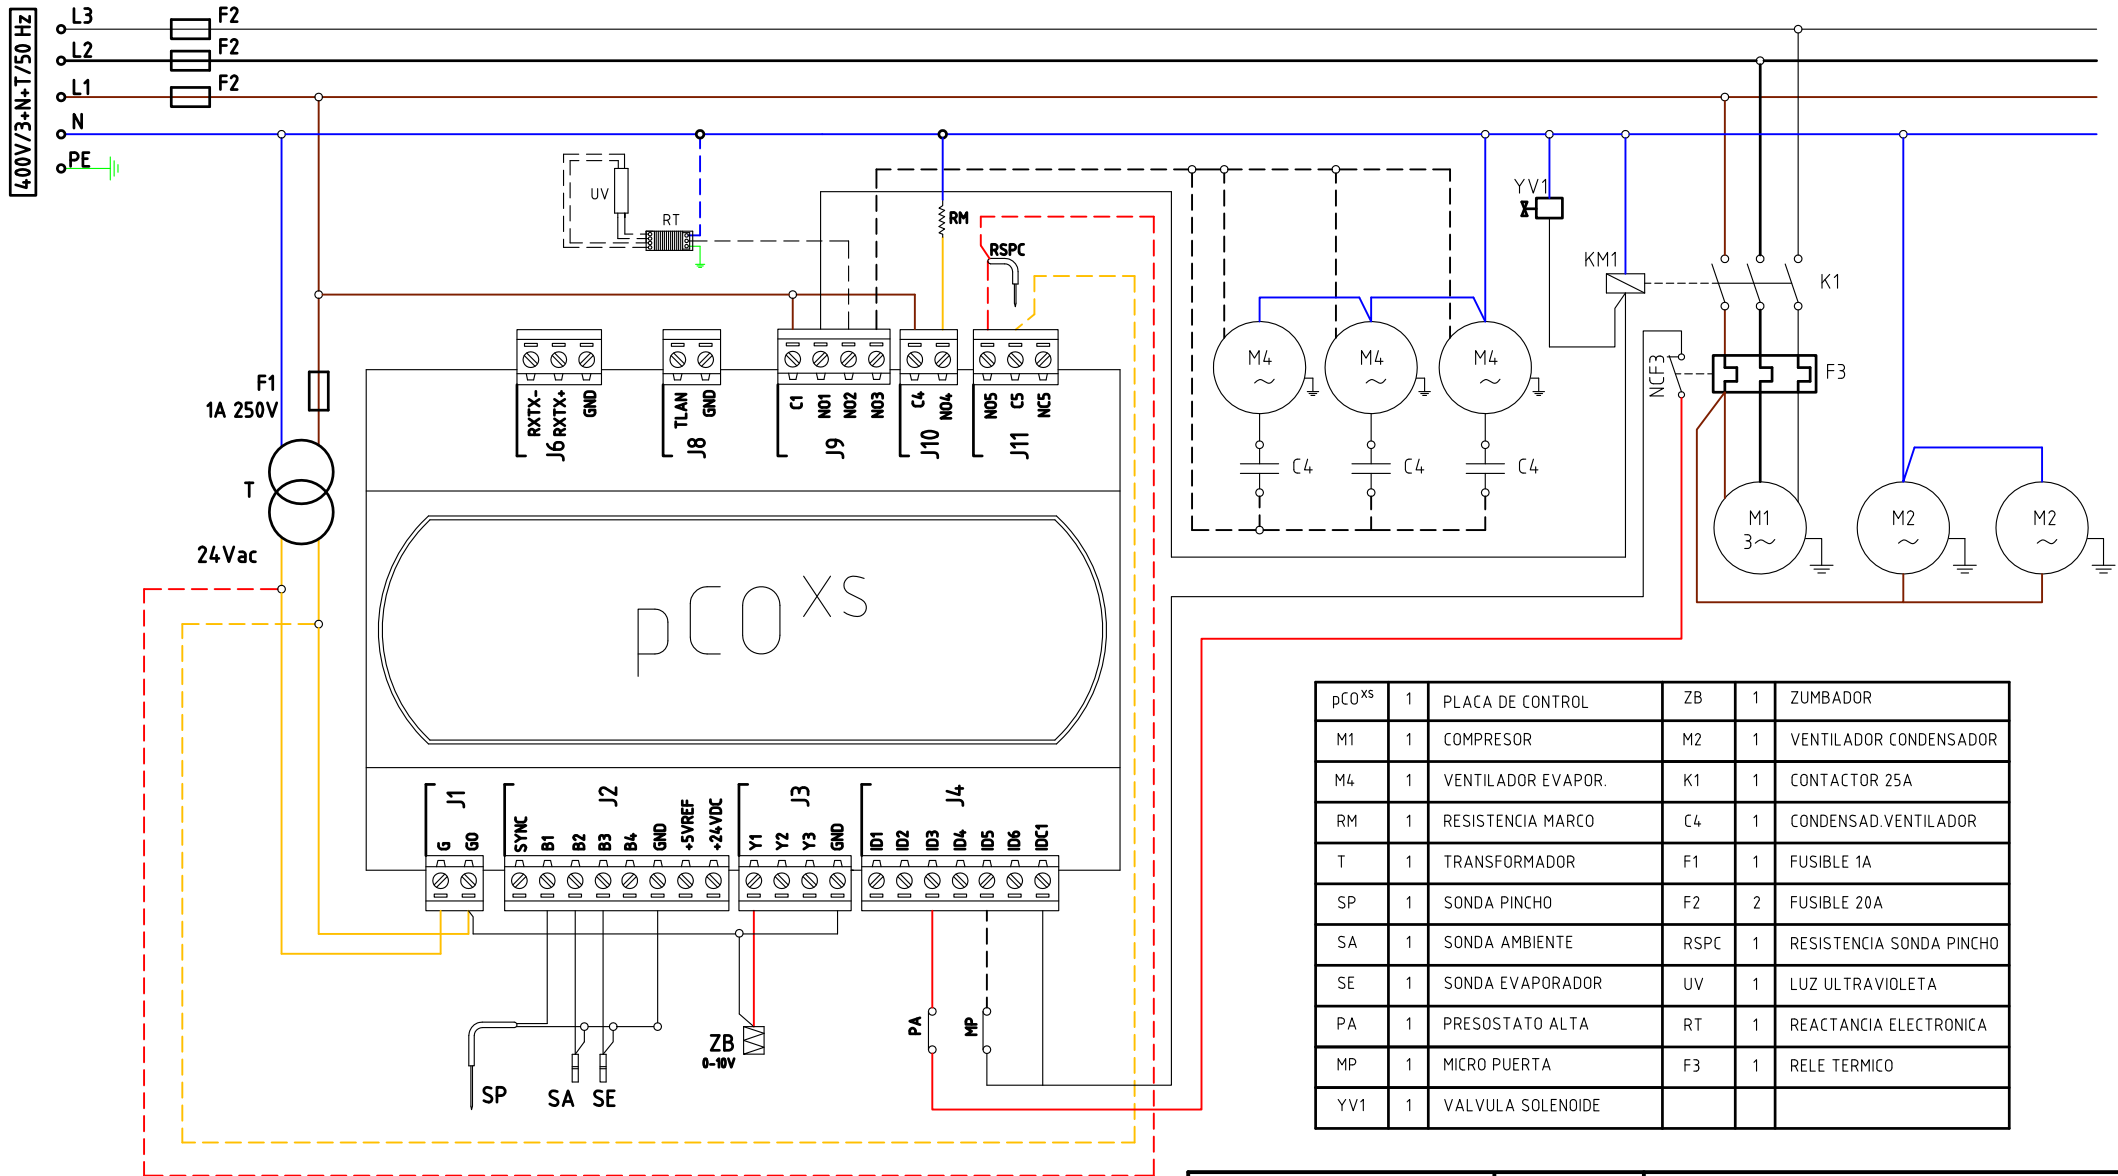 400V/3+N+T/50 Hz
L3 F2
L2 F2
L1 F2
N
PE
UV
RT
RM
RSPC
YV1
KM1
K1
F1
1A 250V
T
24Vac
RXTX-
RXTX+
GND
J6
TLAN
GND
J8
C1
NO1
NO2
NO3
J9
C4
NO4
J10
NO5
C5
NC5
J11
M4 ~
M4 ~
M4 ~
C4
C4
C4
NCF3
F3
M1
3~
M2
~
M2
~
pCO XS
J1
G
G0
J2
SYNC
B1
B2
B3
B4
GND
+5VREF
+24VDC
J3
Y1
Y2
Y3
GND
J4
ID1
ID2
ID3
ID4
ID5
ID6
IDC1
SP
SA
SE
ZB
0-10V
PA
MP
pCO XS 1 PLACA DE CONTROL ZB 1 ZUMBADOR
M1 1 COMPRESOR M2 1 VENTILADOR CONDENSADOR
M4 1 VENTILADOR EVAPOR. K1 1 CONTACTOR 25A
RM 1 RESISTENCIA MARCO C4 1 CONDENSAD.VENTILADOR
T 1 TRANSFORMADOR F1 1 FUSIBLE 1A
SP 1 SONDA PINCHO F2 2 FUSIBLE 20A
SA 1 SONDA AMBIENTE RSPC 1 RESISTENCIA SONDA PINCHO
SE 1 SONDA EVAPORADOR UV 1 LUZ ULTRAVIOLETA
PA 1 PRESOSTATO ALTA RT 1 REACTANCIA ELECTRONICA
MP 1 MICRO PUERTA F3 1 RELE TERMICO
YV1 1 VALVULA SOLENOIDE